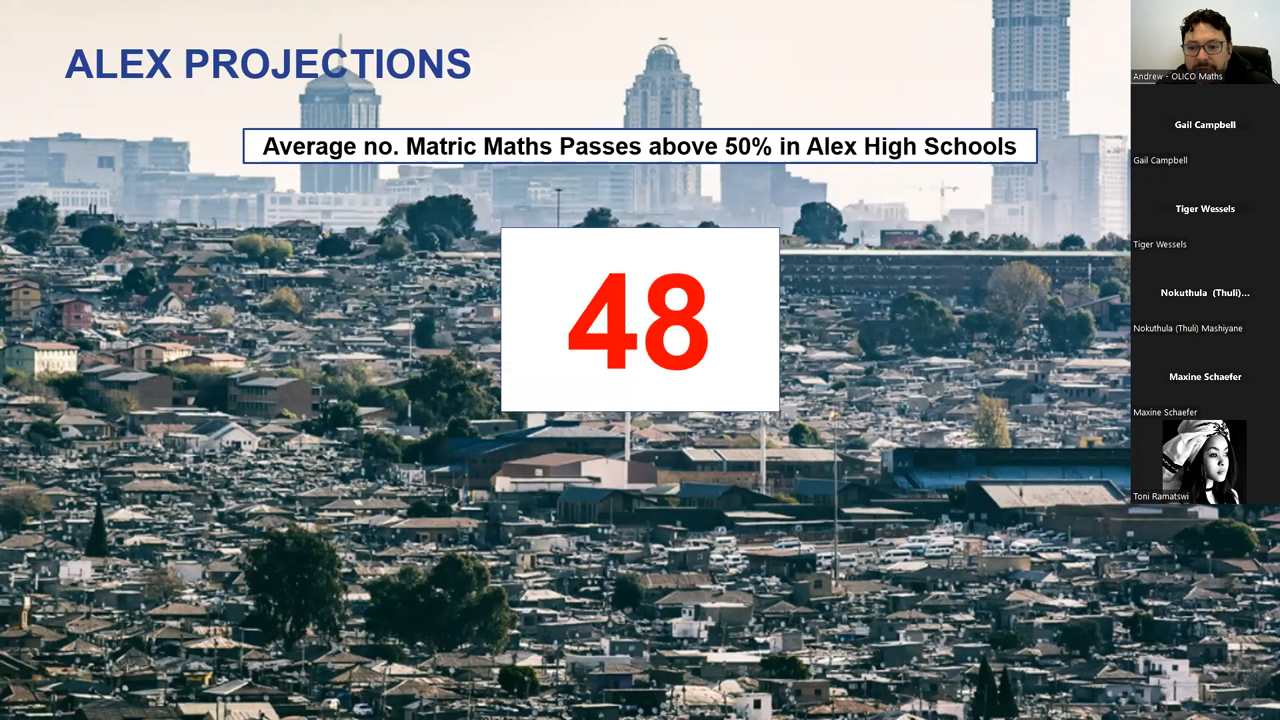 ALEX PROJECTIONS
Average no. Matric Maths Passes above 50% in Alex High Schools
48
Andrew - OLICO Maths
Gail Campbell
Gail Campbell
Tiger Wessels
Tiger Wessels
Nokuthula (Thuli)...
Nokuthula (Thuli) Mashiyane
Maxine Schaefer
Maxine Schaefer
Toni Ramatswi